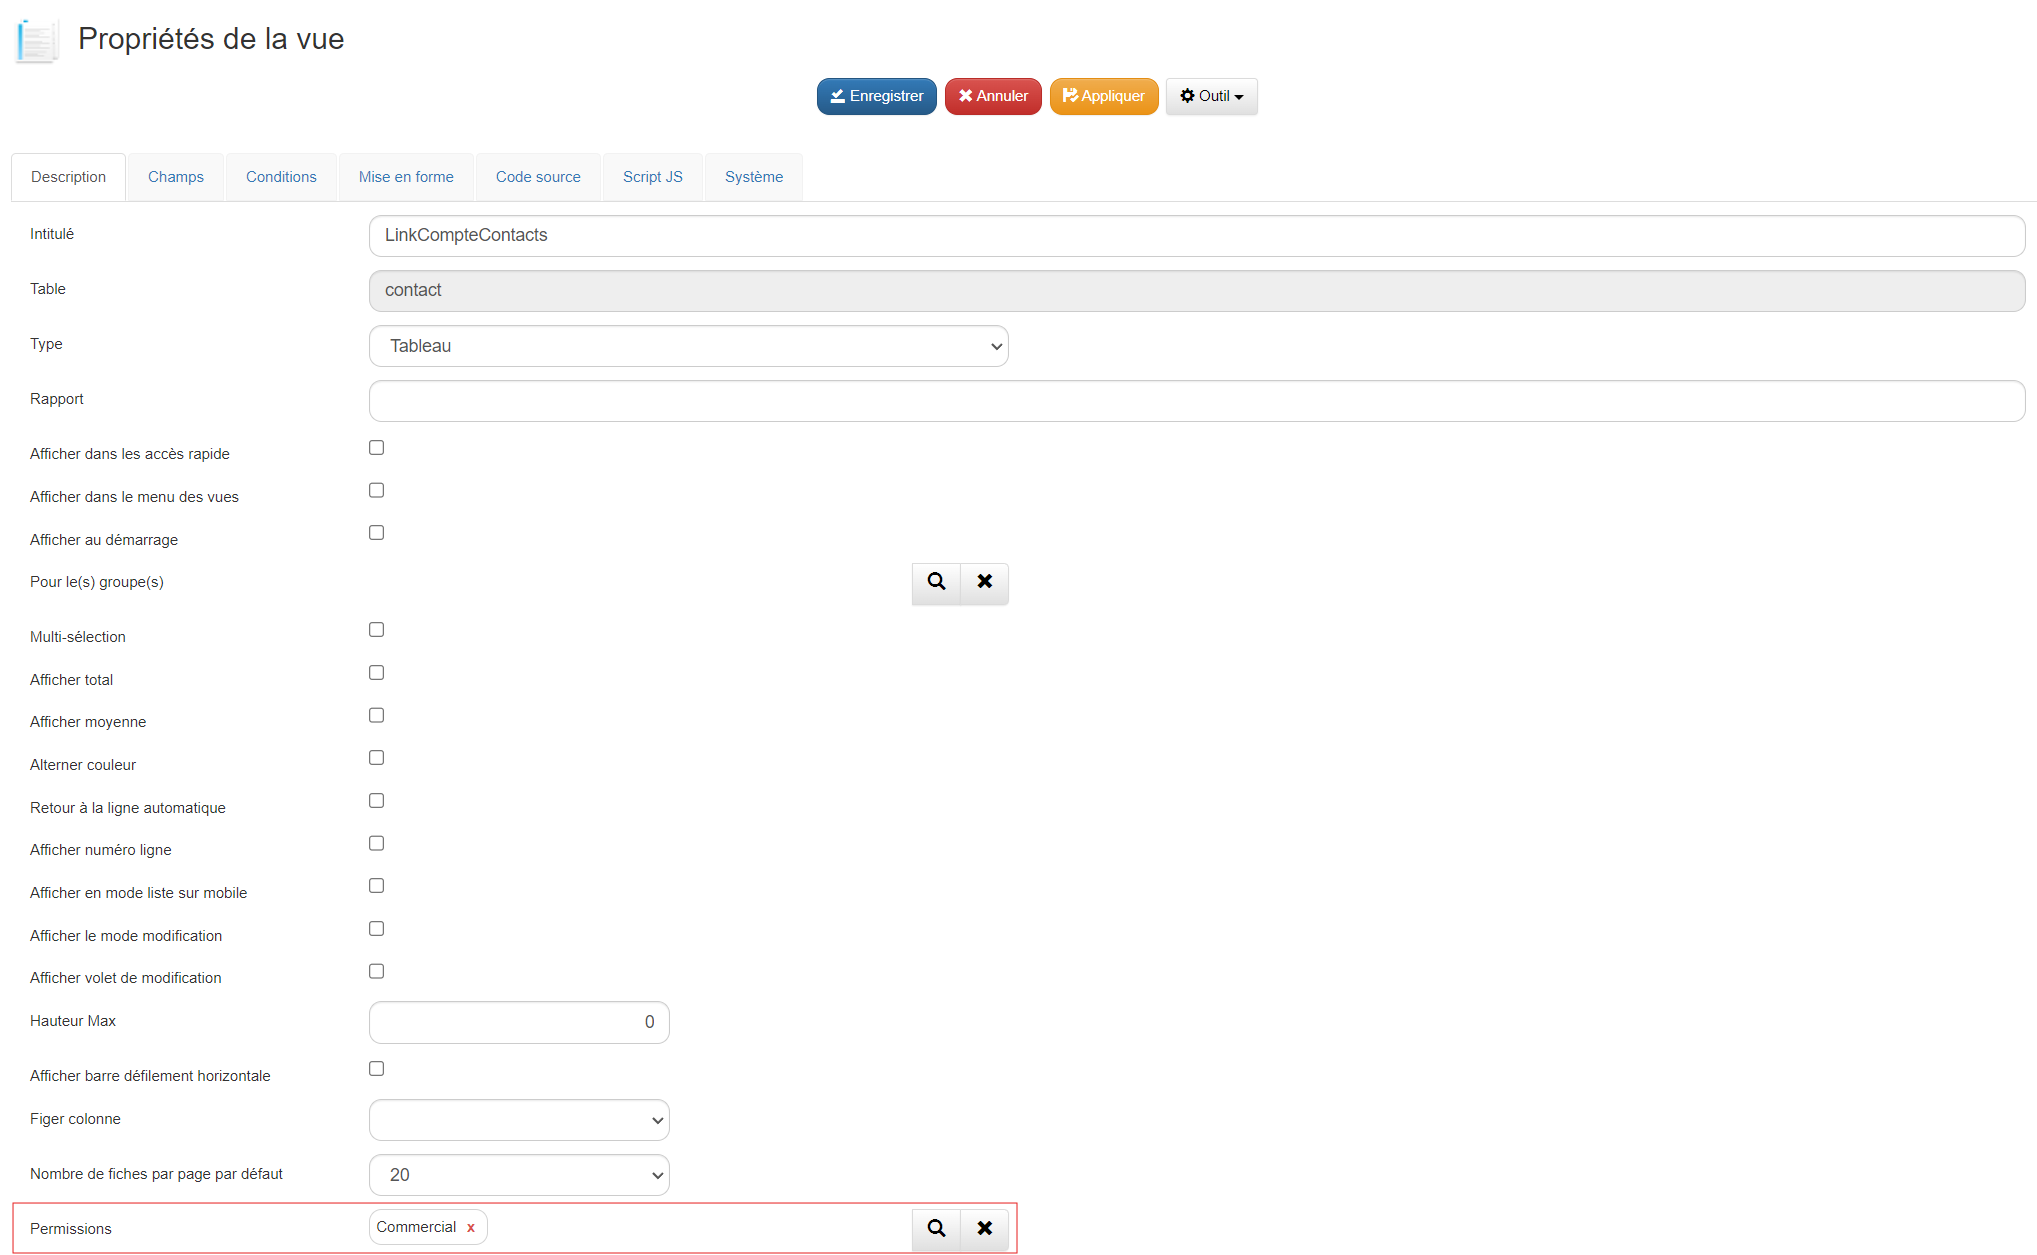 Propriétés de la vue
Enregistrer Annuler Appliquer Outil
Description Champs Conditions Mise en forme Code source Script JS Système
Intitulé LinkCompteContacts
Table contact
Type Tableau
Rapport
Afficher dans les accès rapide
Afficher dans le menu des vues
Afficher au démarrage
Pour le(s) groupe(s)
Multi-sélection
Afficher total
Afficher moyenne
Alterner couleur
Retour à la ligne automatique
Afficher numéro ligne
Afficher en mode liste sur mobile
Afficher le mode modification
Afficher volet de modification
Hauteur Max 0
Afficher barre défilement horizontale
Figer colonne
Nombre de fiches par page par défaut 20
Permissions Commercial x